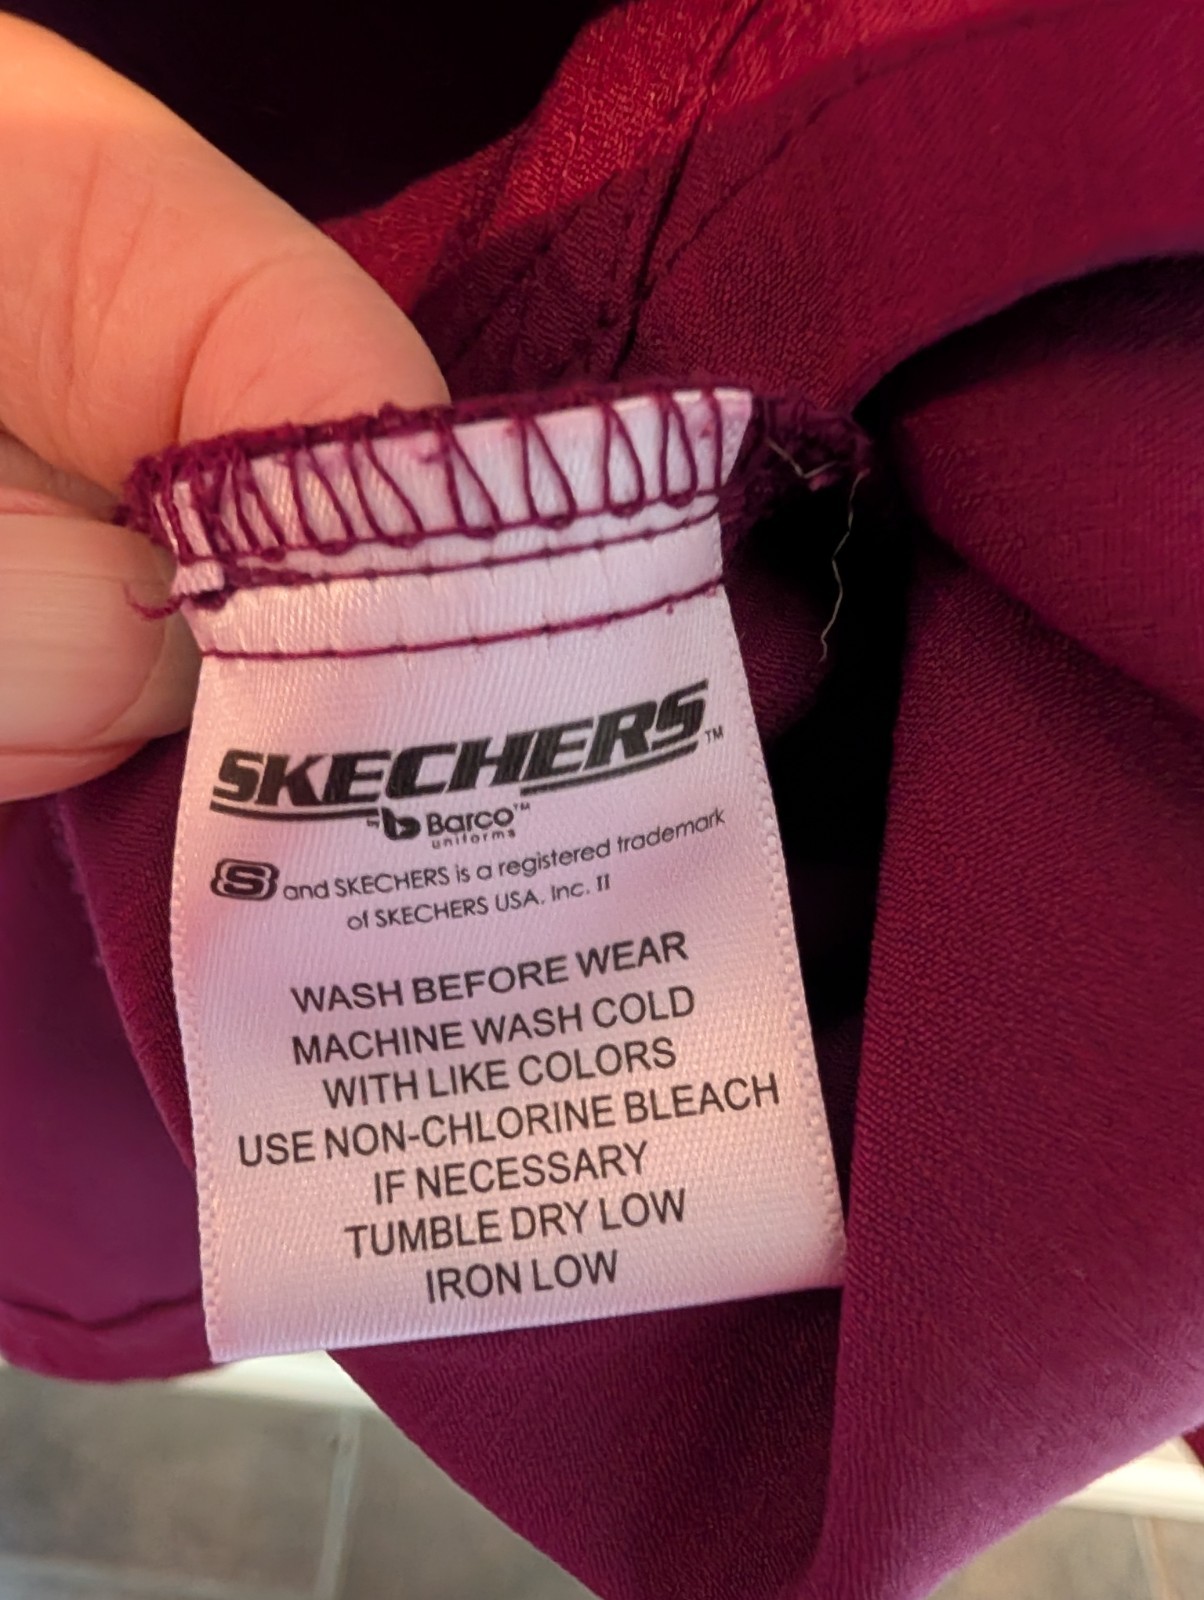 SKECHERS™
by b Barco™
uniforms
S and SKECHERS is a registered trademark
of SKECHERS USA, Inc. II
WASH BEFORE WEAR
MACHINE WASH COLD
WITH LIKE COLORS
USE NON-CHLORINE BLEACH
IF NECESSARY
TUMBLE DRY LOW
IRON LOW